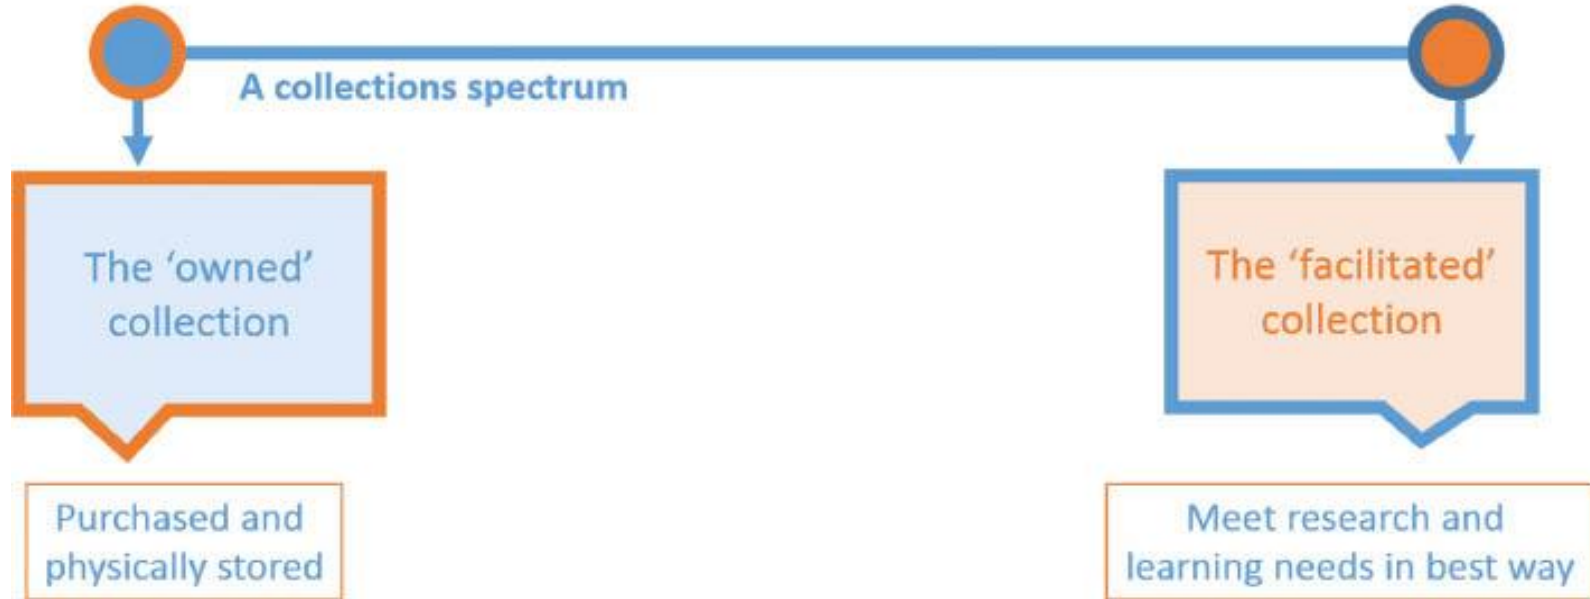 A collections spectrum
The ‘owned’
collection
The ‘facilitated’
collection
Purchased and
physically stored
Meet research and
learning needs in best way